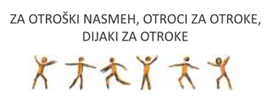 ZA OTROŠKI NASMEH, OTROCI ZA OTROKE,
DIJAKI ZA OTROKE